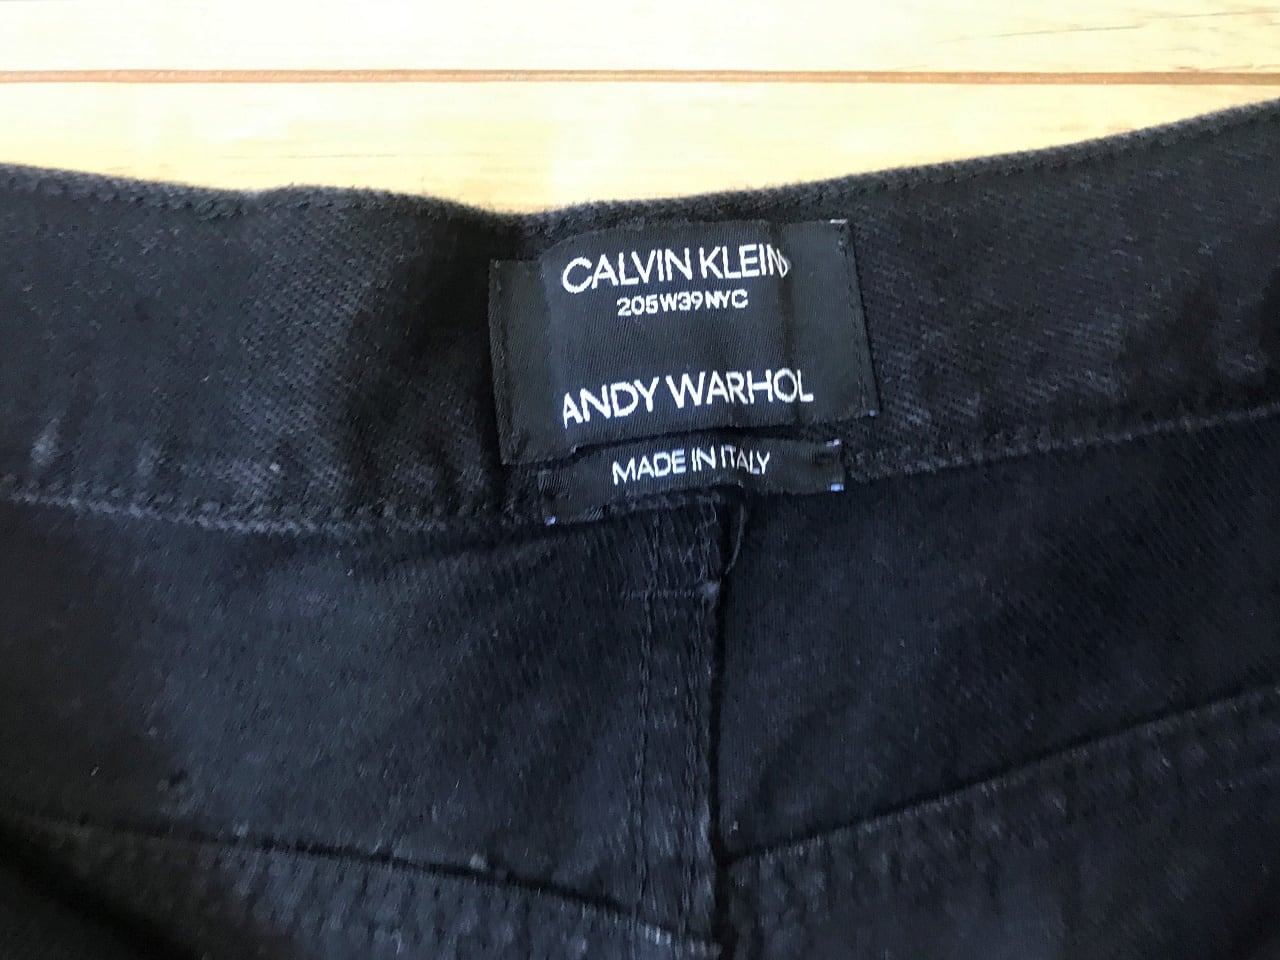 CALVIN KLEIN
205W39NYC
ANDY WARHOL
MADE IN ITALY